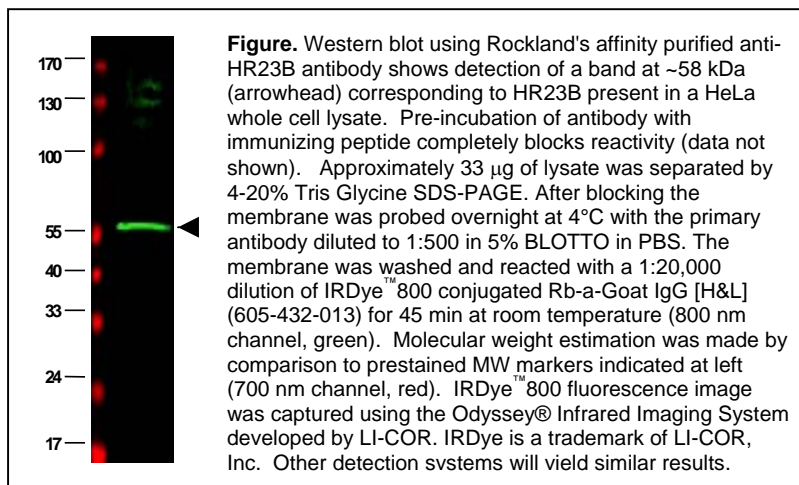 Figure. Western blot using Rockland's affinity purified anti-
HR23B antibody shows detection of a band at ~58 kDa
(arrowhead) corresponding to HR23B present in a HeLa
whole cell lysate. Pre-incubation of antibody with
immunizing peptide completely blocks reactivity (data not
shown). Approximately 33 µg of lysate was separated by
4-20% Tris Glycine SDS-PAGE. After blocking the
membrane was probed overnight at 4°C with the primary
antibody diluted to 1:500 in 5% BLOTTO in PBS. The
membrane was washed and reacted with a 1:20,000
dilution of IRDye™800 conjugated Rb-a-Goat IgG [H&L]
(605-432-013) for 45 min at room temperature (800 nm
channel, green). Molecular weight estimation was made by
comparison to prestained MW markers indicated at left
(700 nm channel, red). IRDye™800 fluorescence image
was captured using the Odyssey® Infrared Imaging System
developed by LI-COR. IRDye is a trademark of LI-COR,
Inc. Other detection systems will yield similar results.
170
130
100
55
40
33
24
17